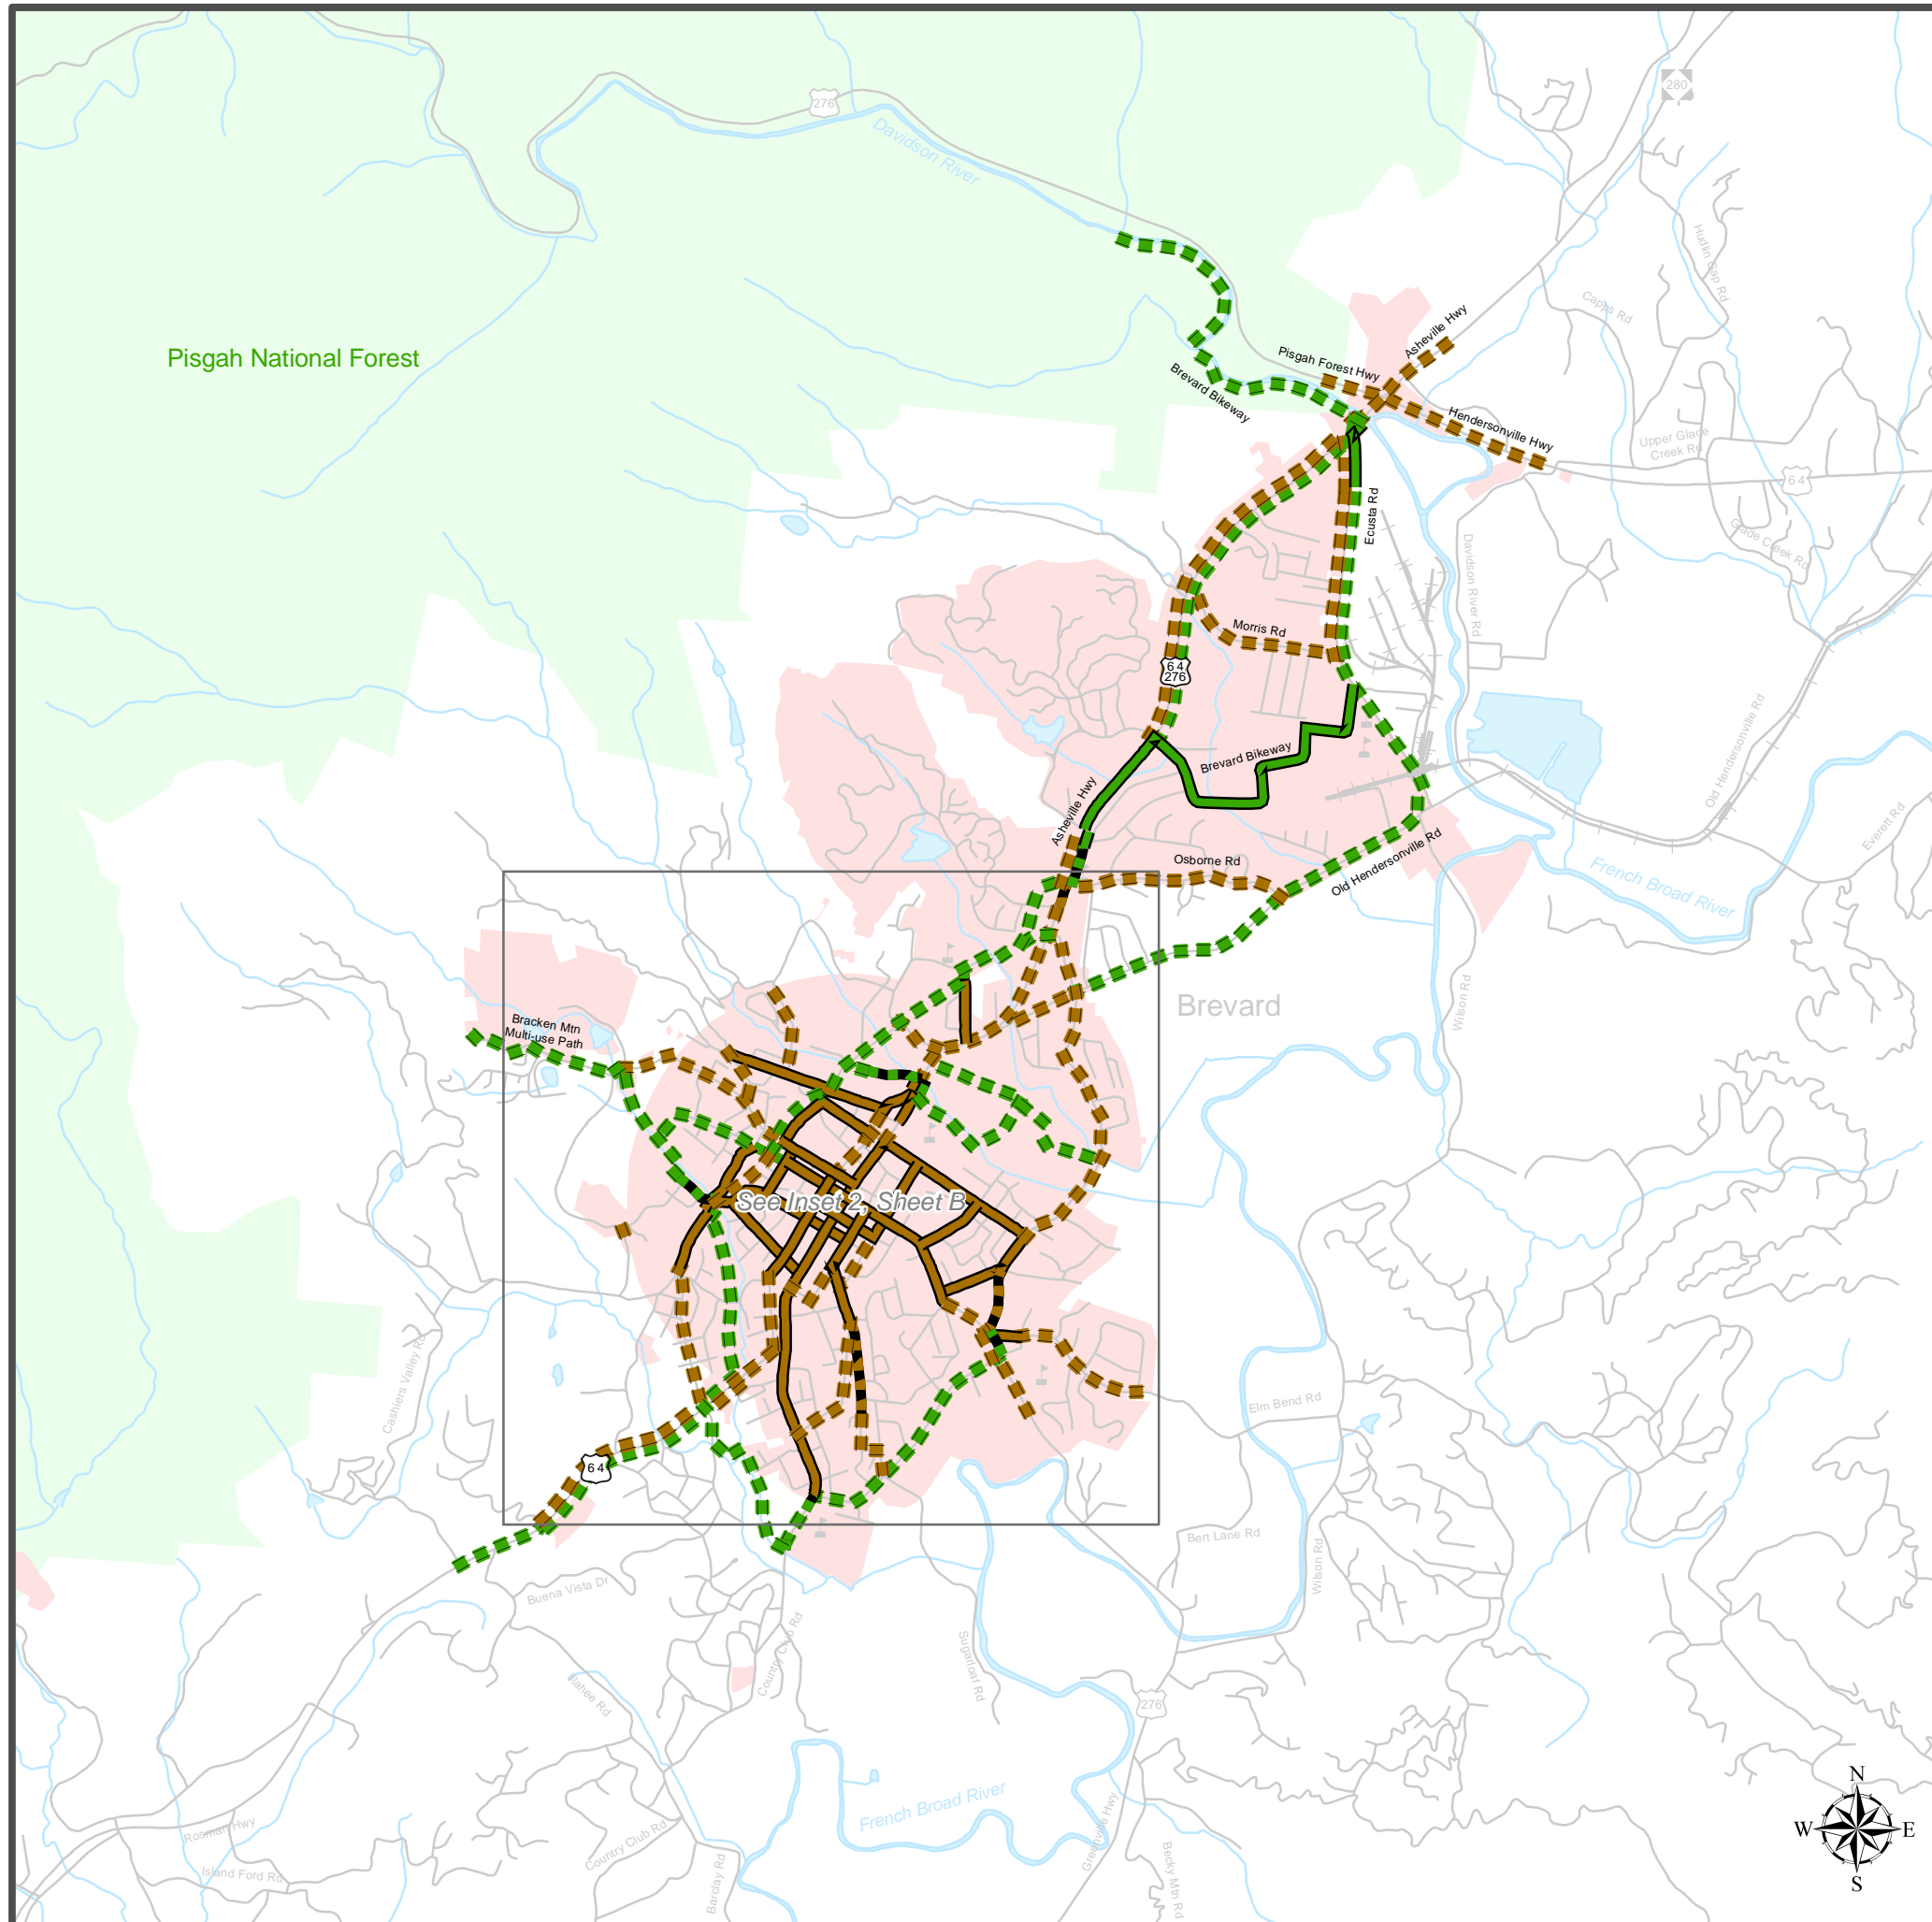 280
276
Davidson River
Hudlin Gap Rd
Capps Rd
Pisgah National Forest
Asheville Hwy
Pisgah Forest Hwy
Brevard Bikeway
Hendersonville Hwy
Upper Glade
Creek Rd
64
Ecusta Rd
Glade Creek Rd
Davidson River Rd
Morris Rd
64
276
Old Hendersonville Rd
Brevard Bikeway
Asheville Hwy
Everett Rd
Osborne Rd
Old Hendersonville Rd
French Broad River
Wilson Rd
Brevard
Bracken Mtn
Multi-use Path
See Inset 2, Sheet B
Cashiers Valley Rd
Elm Bend Rd
64
Bert Lane Rd
Wilson Rd
Buena Vista Dr
Country Club Rd
Sugarloaf Rd
Illahee Rd
276
French Broad River
Greenville Hwy
Rosman Hwy
Country Club Rd
Island Ford Rd
Barclay Rd
Becky Mtn Rd
N
W
E
S